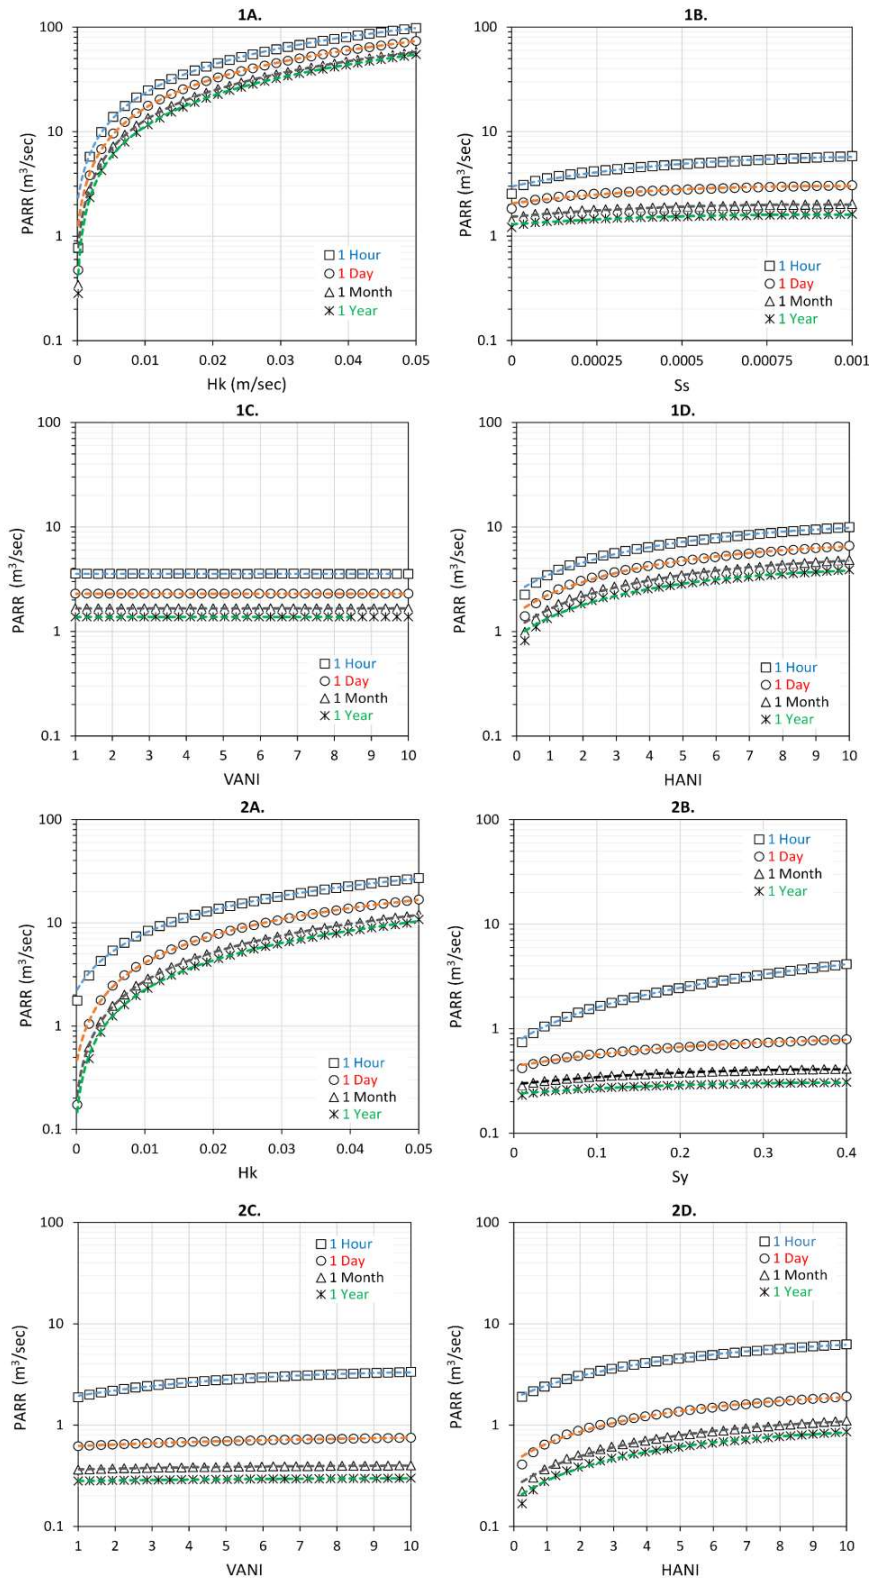 1A.
100
10
1
0.1
PARR (m³/sec)
1 Hour
1 Day
1 Month
1 Year
0 0.01 0.02 0.03 0.04 0.05
Hk (m/sec)
1B.
100
10
1
0.1
PARR (m³/sec)
1 Hour
1 Day
1 Month
1 Year
0 0.00025 0.0005 0.00075 0.001
Ss
1C.
100
10
1
0.1
PARR (m³/sec)
1 Hour
1 Day
1 Month
1 Year
1 2 3 4 5 6 7 8 9 10
VANI
1D.
100
10
1
0.1
PARR (m³/sec)
1 Hour
1 Day
1 Month
1 Year
0 1 2 3 4 5 6 7 8 9 10
HANI
2A.
100
10
1
0.1
PARR (m³/sec)
1 Hour
1 Day
1 Month
1 Year
0 0.01 0.02 0.03 0.04 0.05
Hk
2B.
100
10
1
0.1
PARR (m³/sec)
1 Hour
1 Day
1 Month
1 Year
0 0.1 0.2 0.3 0.4
Sy
2C.
100
10
1
0.1
PARR (m³/sec)
1 Hour
1 Day
1 Month
1 Year
1 2 3 4 5 6 7 8 9 10
VANI
2D.
100
10
1
0.1
PARR (m³/sec)
1 Hour
1 Day
1 Month
1 Year
0 1 2 3 4 5 6 7 8 9 10
HANI